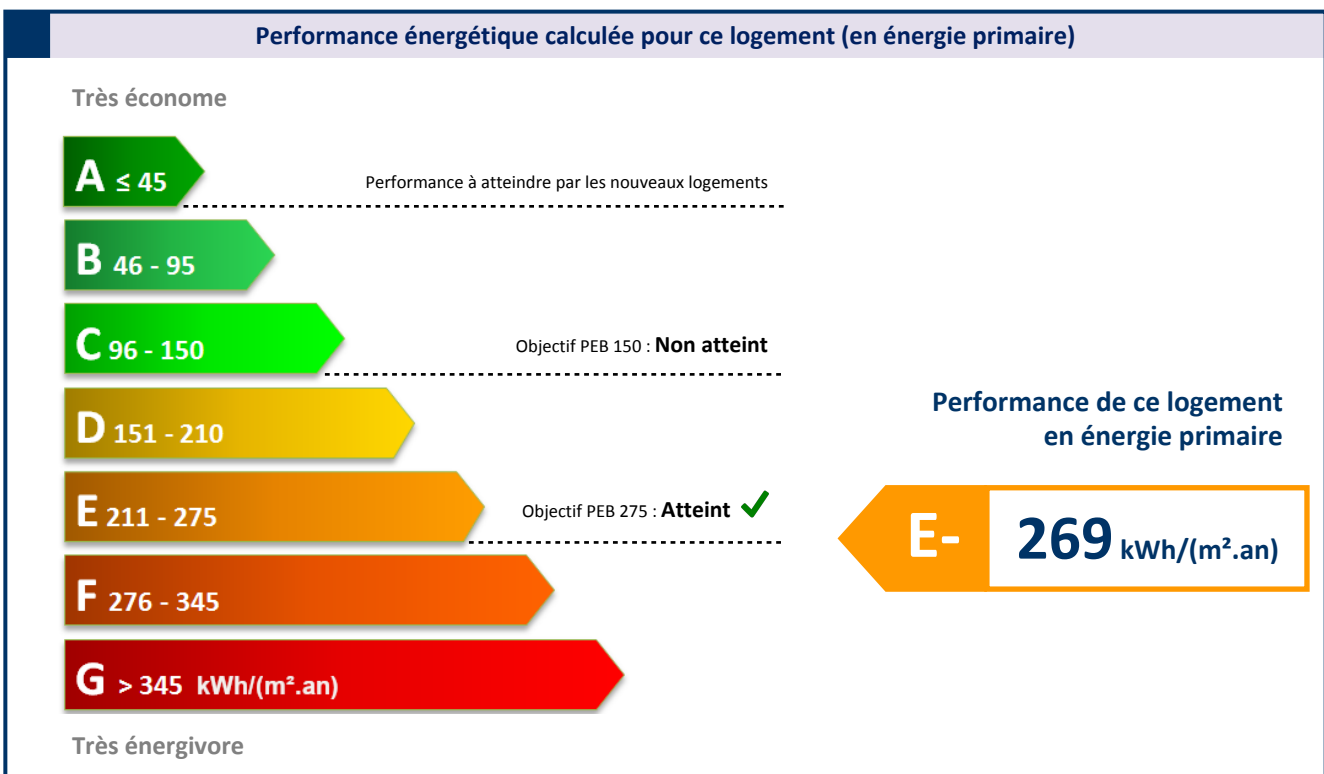 Performance énergétique calculée pour ce logement (en énergie primaire)
Très économe
A ≤ 45
Performance à atteindre par les nouveaux logements
B 46 - 95
C 96 - 150
Objectif PEB 150 : Non atteint
D 151 - 210
Performance de ce logement
en énergie primaire
E 211 - 275
Objectif PEB 275 : Atteint ✓
E-
269 kWh/(m².an)
F 276 - 345
G > 345 kWh/(m².an)
Très énergivore